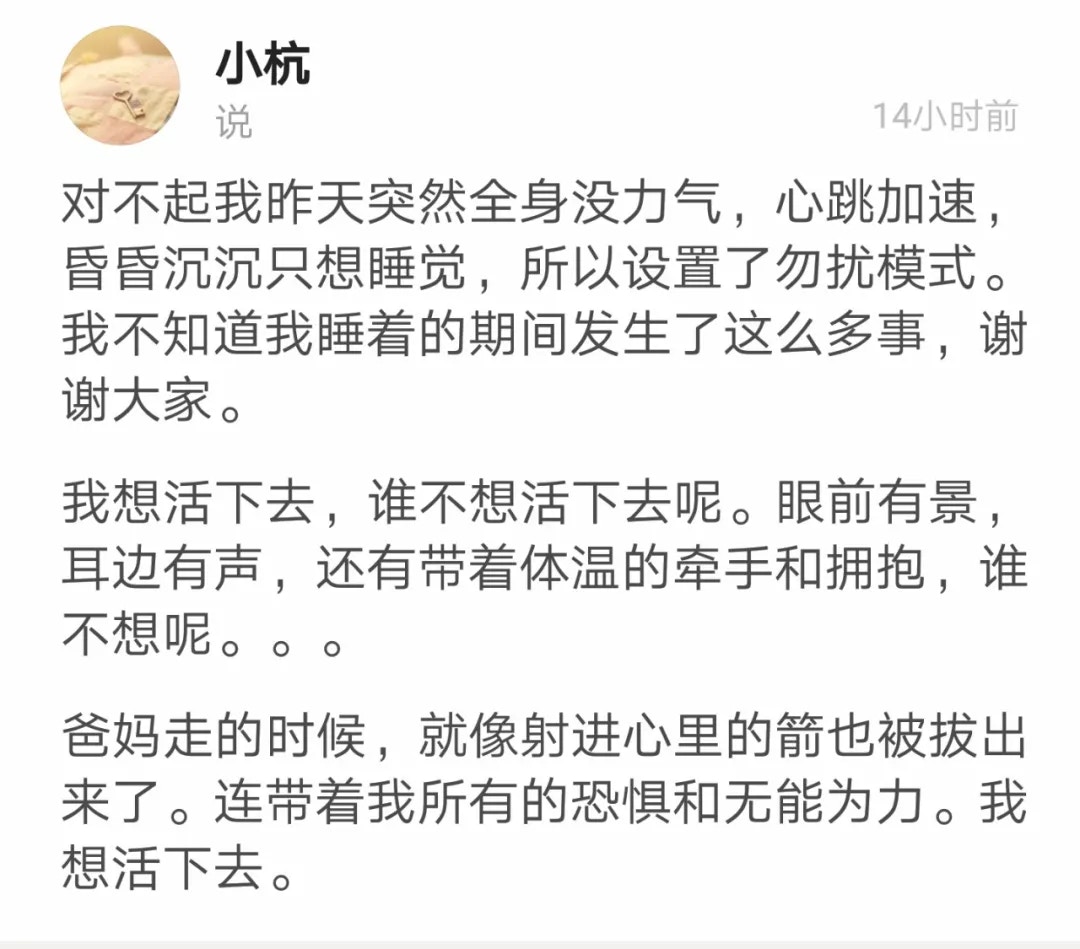 小杭
说
14小时前
对不起我昨天突然全身没力气，心跳加速，
昏昏沉沉只想睡觉，所以设置了勿扰模式。
我不知道我睡着的期间发生了这么多事，谢
谢大家。
我想活下去，谁不想活下去呢。眼前有景，
耳边有声，还有带着体温的牵手和拥抱，谁
不想呢。。。
爸妈走的时候，就像射进心里的箭也被拔出
来了。连带着我所有的恐惧和无能为力。我
想活下去。